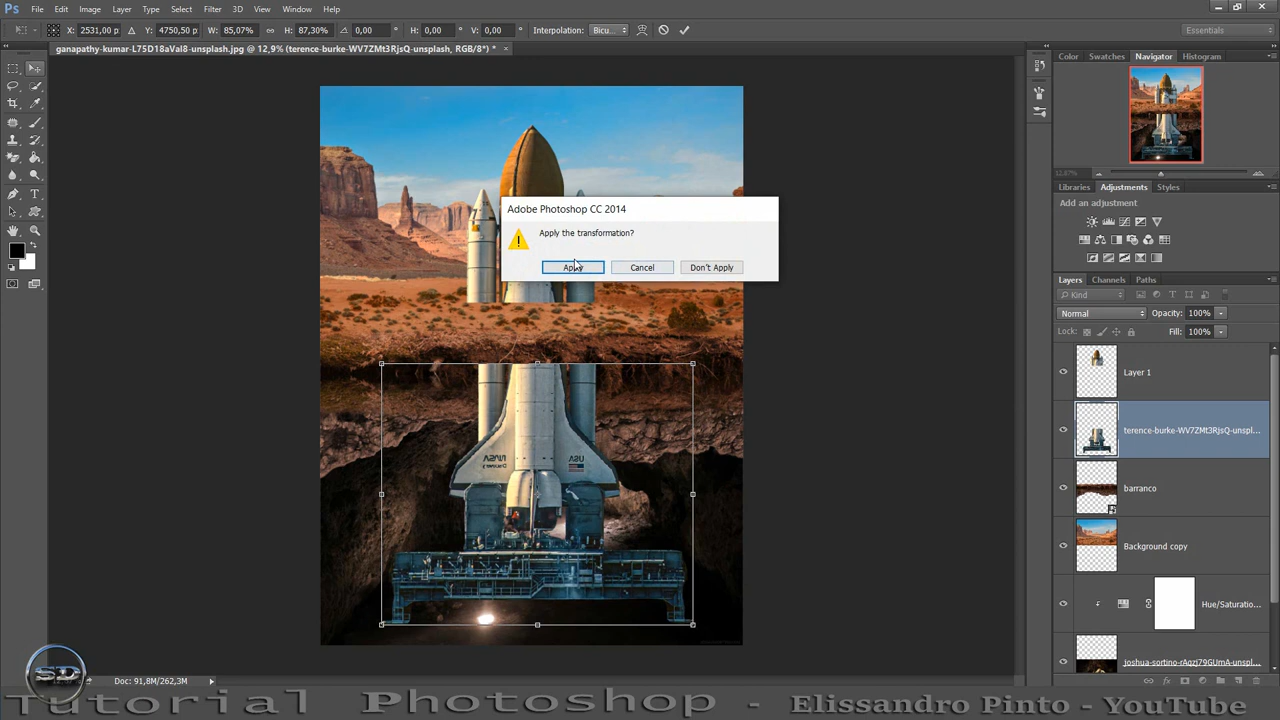 Ps File Edit Image Layer Type Select Filter 3D View Window Help
X: 2531,00 p Y: 4750,50 p W: 85,07% H: 87,30% 0,00 H: 0,00 V: 0,00 Interpolation: Bicu... Essentials
ganapathy-kumar-L75D18aVal8-unsplash.jpg @ 12,9% (terence-burke-WV7ZMt3RjsQ-unsplash, RGB/8*) * ×
Color Swatches Navigator Histogram
12,87%
Libraries Adjustments Styles
Add an adjustment
Adobe Photoshop CC 2014
Apply the transformation?
Apply Cancel Don't Apply
Layers Channels Paths
Kind
Normal Opacity: 100%
Lock: Fill: 100%
Layer 1
terence-burke-WV7ZMt3RjsQ-unspl...
barranco
Background copy
Hue/Saturatio...
joshua-sortino-rAqzj79GUmA-unspl...
NASA USA
SD
Doc: 91,8M/262,3M
Tutorial Photoshop - Elissandro Pinto - YouTube